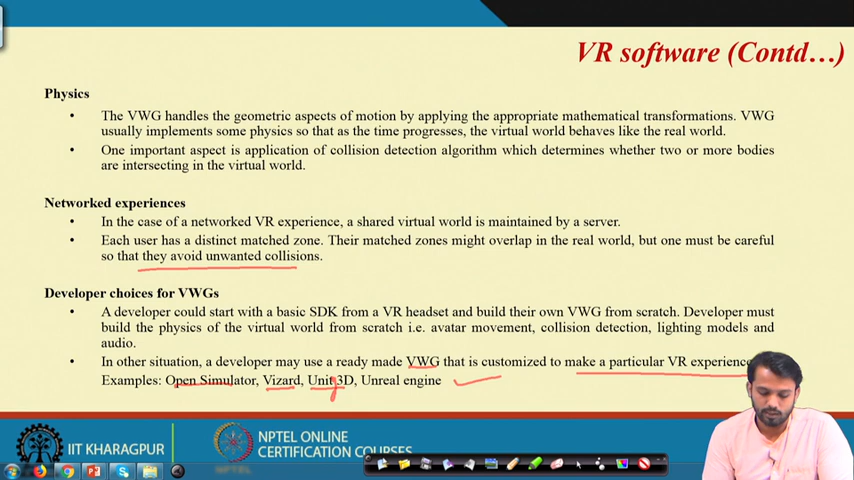 VR software (Contd…)
Physics
• The VWG handles the geometric aspects of motion by applying the appropriate mathematical transformations. VWG
usually implements some physics so that as the time progresses, the virtual world behaves like the real world.
• One important aspect is application of collision detection algorithm which determines whether two or more bodies
are intersecting in the virtual world.
Networked experiences
• In the case of a networked VR experience, a shared virtual world is maintained by a server.
• Each user has a distinct matched zone. Their matched zones might overlap in the real world, but one must be careful
so that they avoid unwanted collisions.
Developer choices for VWGs
• A developer could start with a basic SDK from a VR headset and build their own VWG from scratch. Developer must
build the physics of the virtual world from scratch i.e. avatar movement, collision detection, lighting models and
audio.
• In other situation, a developer may use a ready made VWG that is customized to make a particular VR experience
Examples: Open Simulator, Vizard, Unit 3D, Unreal engine
IIT KHARAGPUR
NPTEL ONLINE
CERTIFICATION COURSES
NPTEL